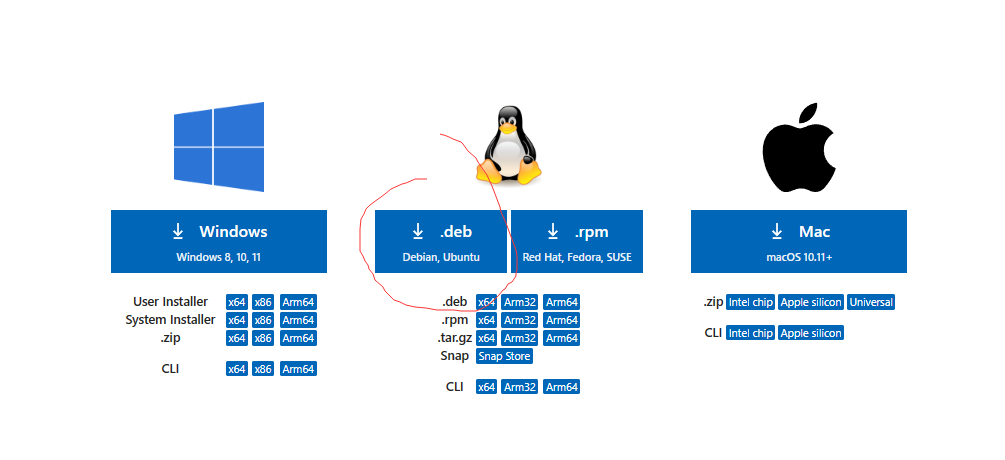 Windows
Windows 8, 10, 11
User Installer x64 x86 Arm64
System Installer x64 x86 Arm64
.zip x64 x86 Arm64
CLI x64 x86 Arm64
.deb
Debian, Ubuntu
.rpm
Red Hat, Fedora, SUSE
.deb x64 Arm32 Arm64
.rpm x64 Arm32 Arm64
.tar.gz x64 Arm32 Arm64
Snap Snap Store
CLI x64 Arm32 Arm64
Mac
macOS 10.11+
.zip Intel chip Apple silicon Universal
CLI Intel chip Apple silicon